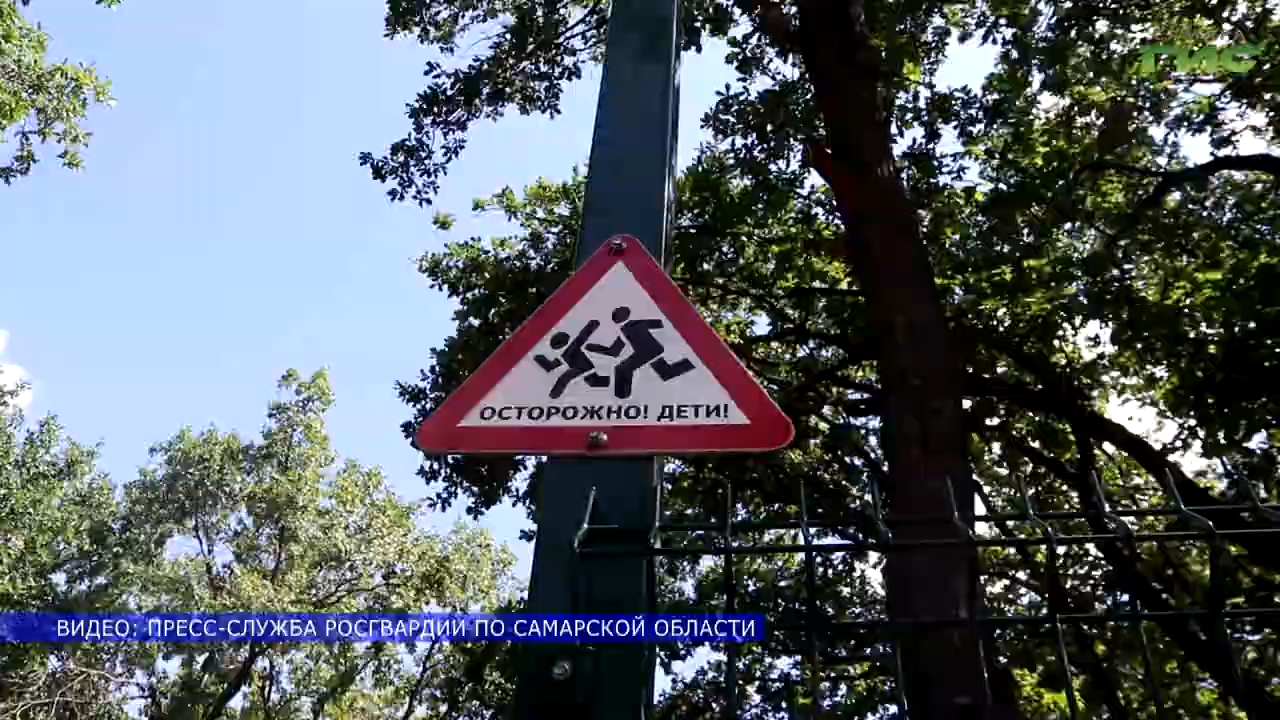 ГИС
ОСТОРОЖНО! ДЕТИ!
ВИДЕО: ПРЕСС-СЛУЖБА РОСГВАРДИИ ПО САМАРСКОЙ ОБЛАСТИ